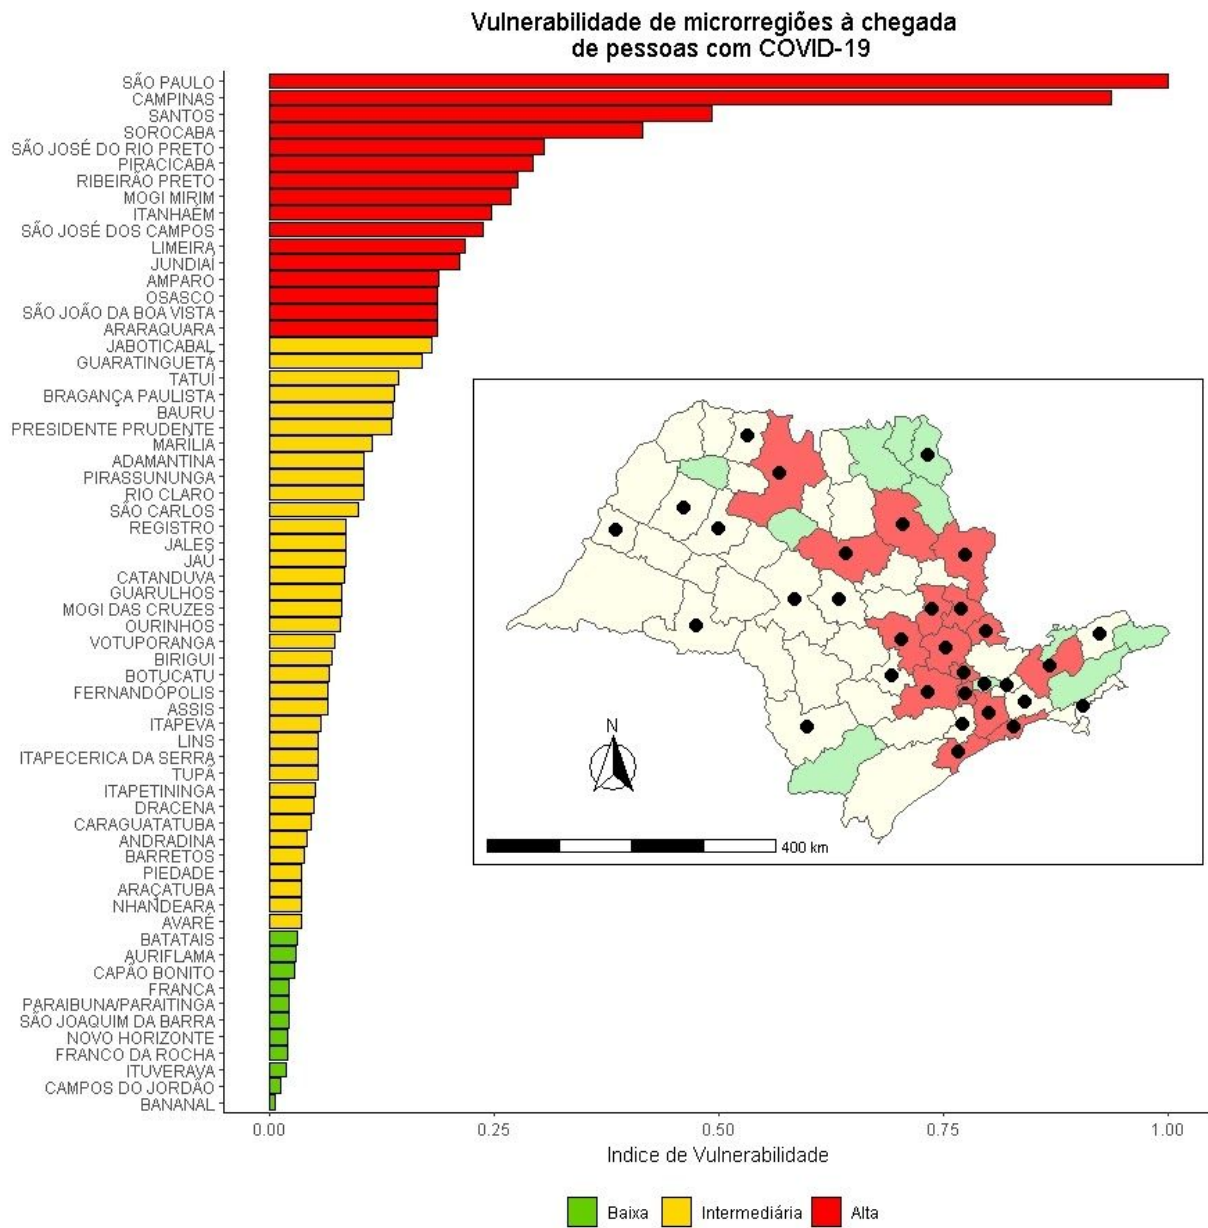 Vulnerabilidade de microrregiões à chegada
de pessoas com COVID-19
SÃO PAULO
CAMPINAS
SANTOS
SOROCABA
SÃO JOSÉ DO RIO PRETO
PIRACICABA
RIBEIRÃO PRETO
MOGI MIRIM
ITANHAÉM
SÃO JOSÉ DOS CAMPOS
LIMEIRA
JUNDIAÍ
AMPARO
OSASCO
SÃO JOÃO DA BOA VISTA
ARARAQUARA
JABOTICABAL
GUARATINGUETÁ
TATUÍ
BRAGANÇA PAULISTA
BAURU
PRESIDENTE PRUDENTE
MARÍLIA
ADAMANTINA
PIRASSUNUNGA
RIO CLARO
SÃO CARLOS
REGISTRO
JALES
JAÚ
CATANDUVA
GUARULHOS
MOGI DAS CRUZES
OURINHOS
VOTUPORANGA
BIRIGUI
BOTUCATU
FERNANDÓPOLIS
ASSIS
ITAPEVA
LINS
ITAPECERICA DA SERRA
TUPÃ
ITAPETININGA
DRACENA
CARAGUATATUBA
ANDRADINA
BARRETOS
PIEDADE
ARAÇATUBA
NHANDEARA
AVARÉ
BATATAIS
AURIFLAMA
CAPÃO BONITO
FRANCA
PARAIBUNA/PARAITINGA
SÃO JOAQUIM DA BARRA
NOVO HORIZONTE
FRANCO DA ROCHA
ITUVERAVA
CAMPOS DO JORDÃO
BANANAL
N
400 km
0.00 0.25 0.50 0.75 1.00
Indice de Vulnerabilidade
Baixa Intermediária Alta